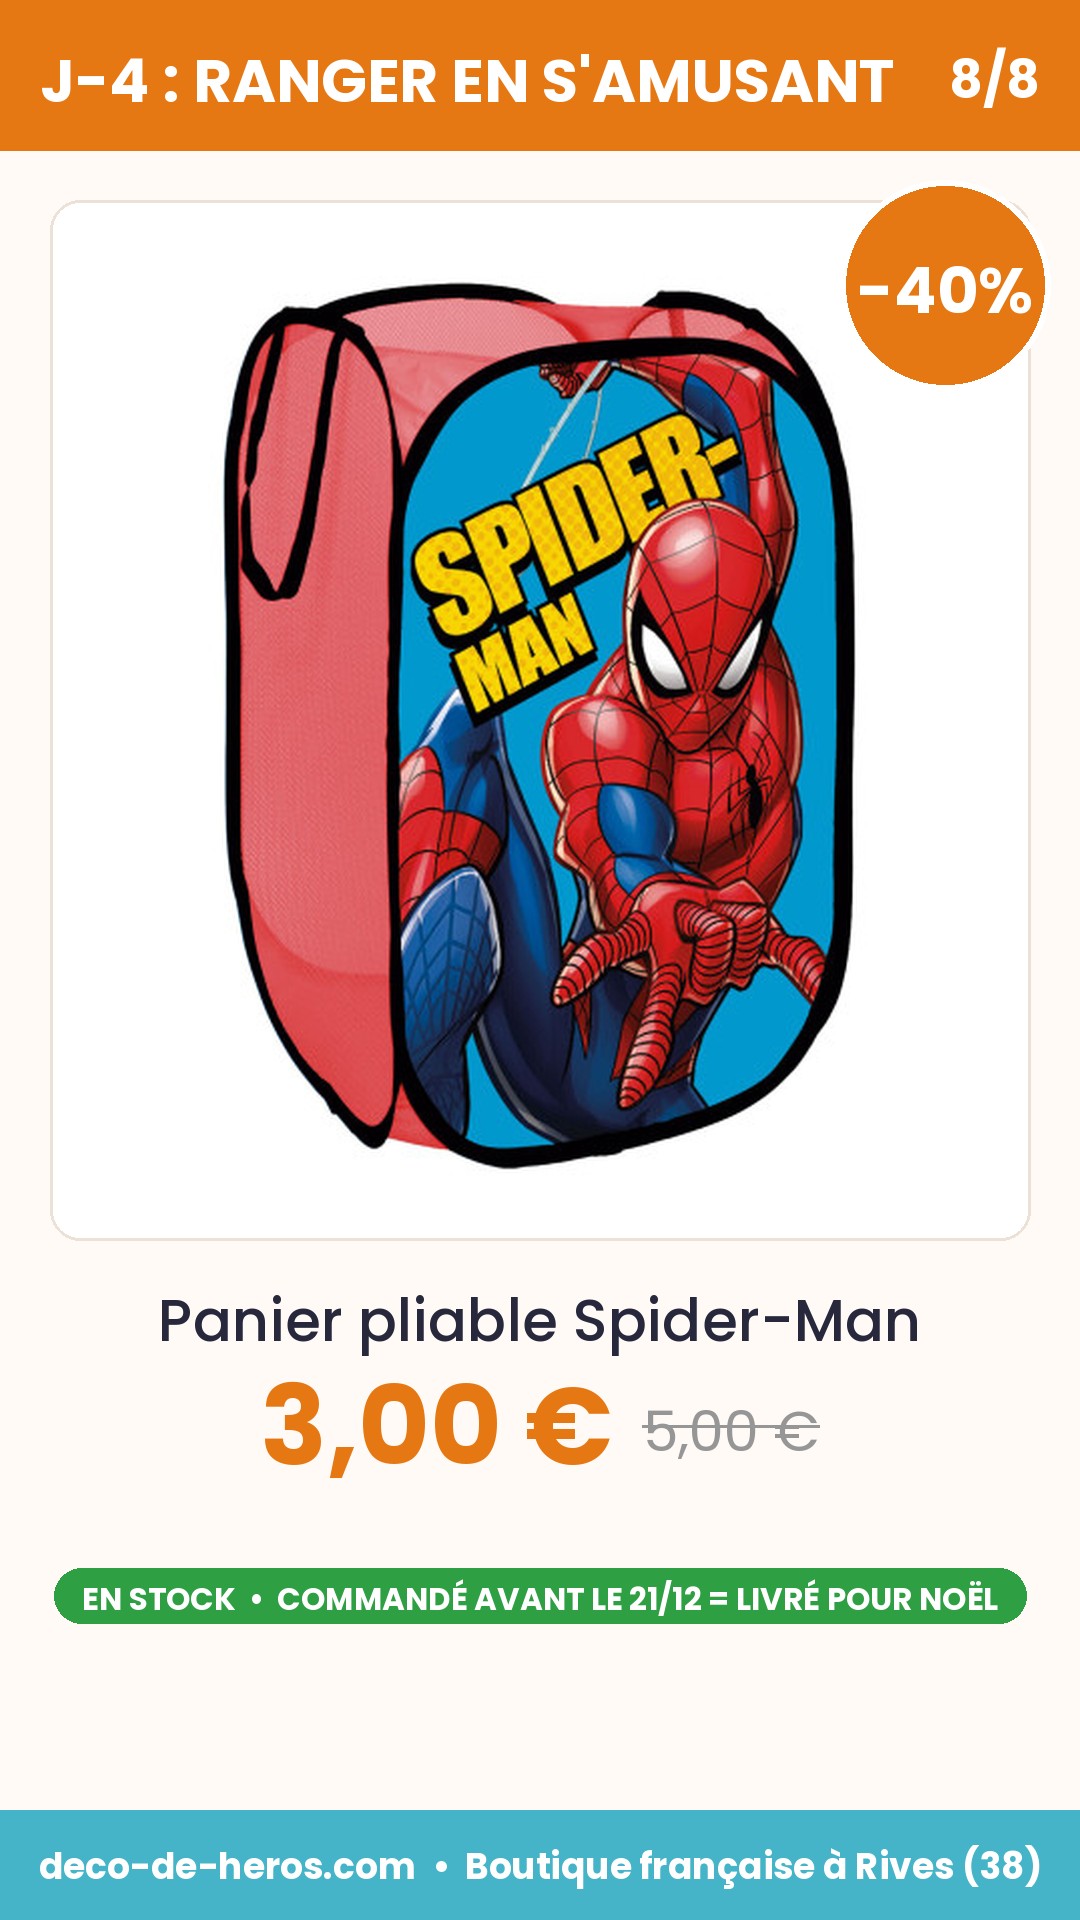 J-4 : RANGER EN S'AMUSANT 8/8
-40%
SPIDER-
MAN
Panier pliable Spider-Man
3,00 € 5,00 €
EN STOCK • COMMANDÉ AVANT LE 21/12 = LIVRÉ POUR NOËL
deco-de-heros.com • Boutique française à Rives (38)